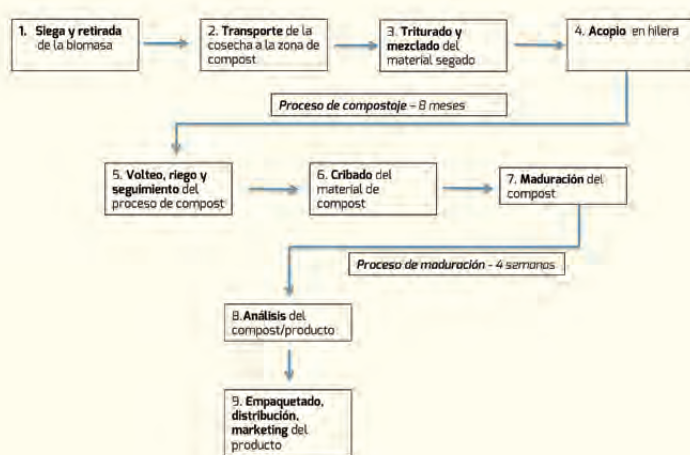 1. Siega y retirada
de la biomasa
2. Transporte de la
cosecha a la zona de
compost
3. Triturado y
mezclado del
material segado
4. Acopio en hilera
Proceso de compostaje - 8 meses
5. Volteo, riego y
seguimiento del
proceso de compost
6. Cribado del
material de
compost
7. Maduración del
compost
Proceso de maduración - 4 semanas
8.Análisis del
compost/producto
9. Empaquetado,
distribución,
marketing del
producto